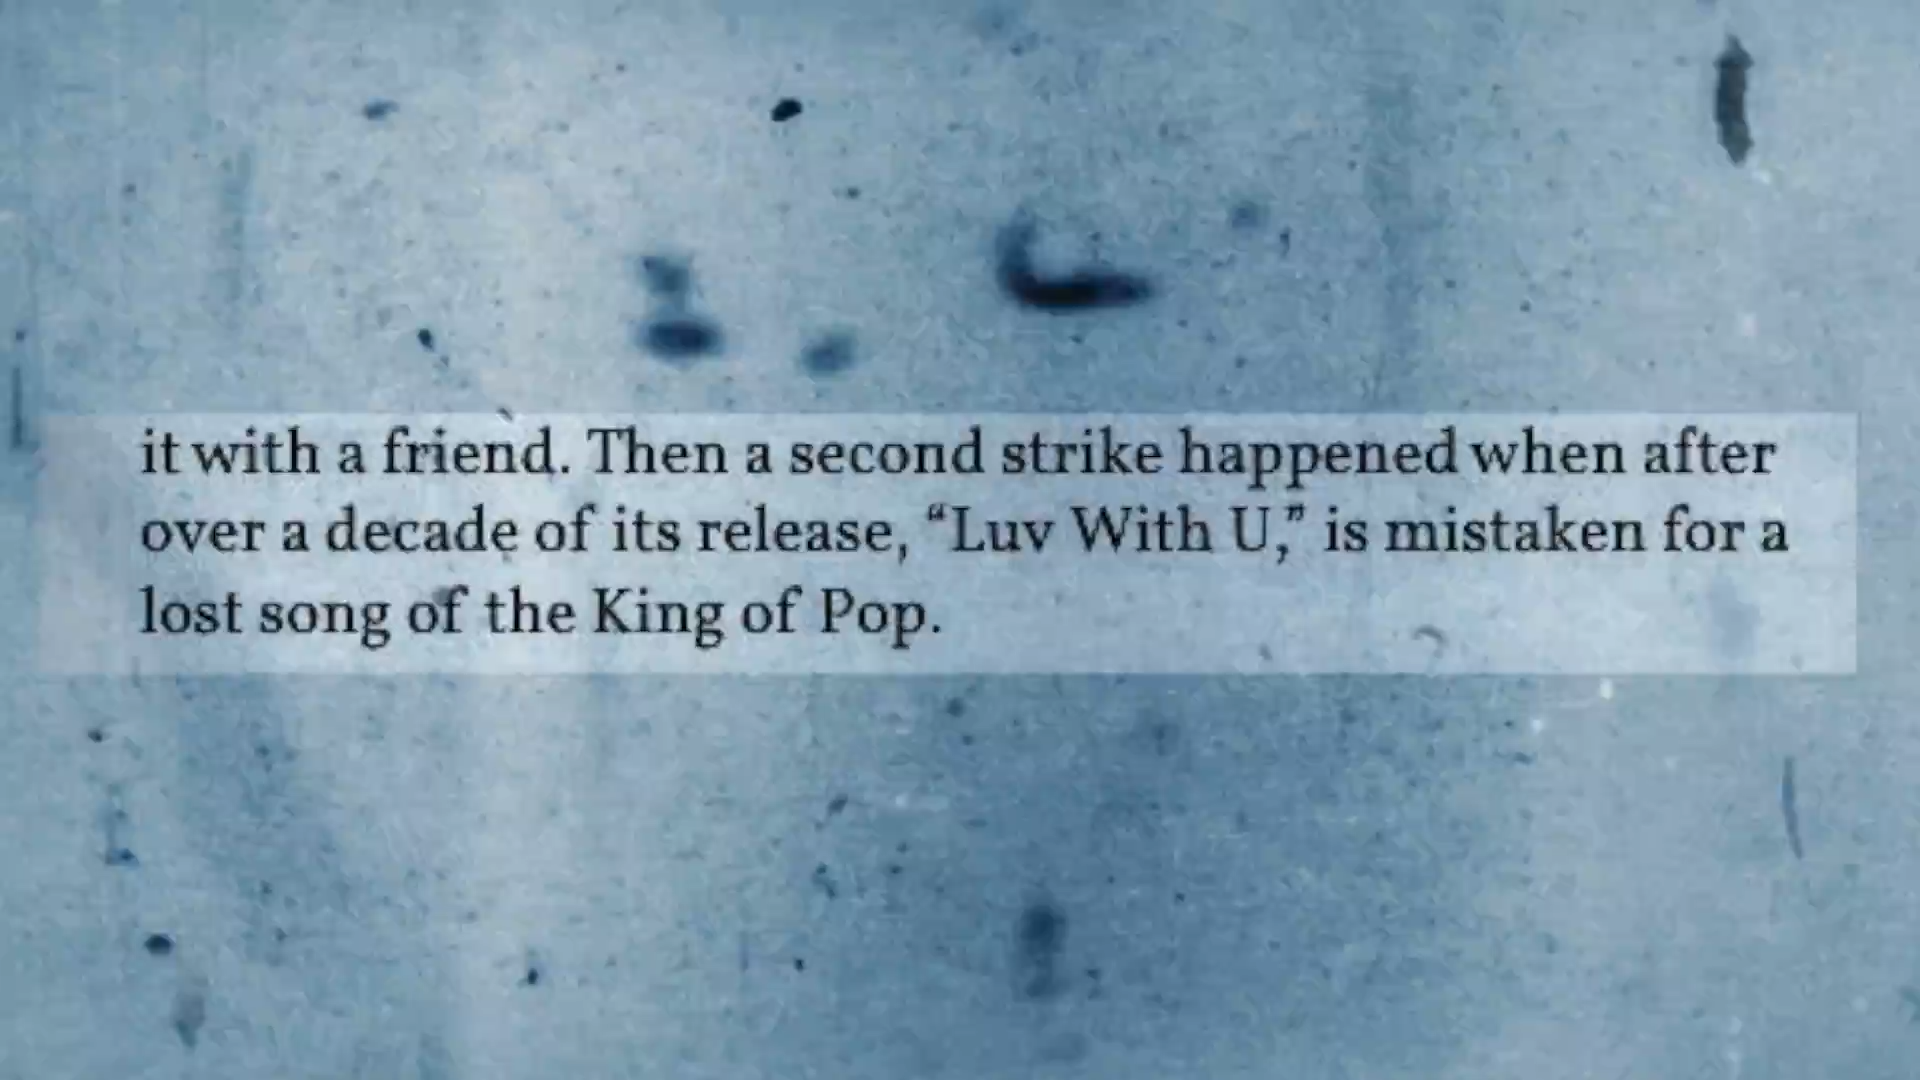 it with a friend. Then a second strike happened when after
over a decade of its release, “Luv With U,” is mistaken for a
lost song of the King of Pop.